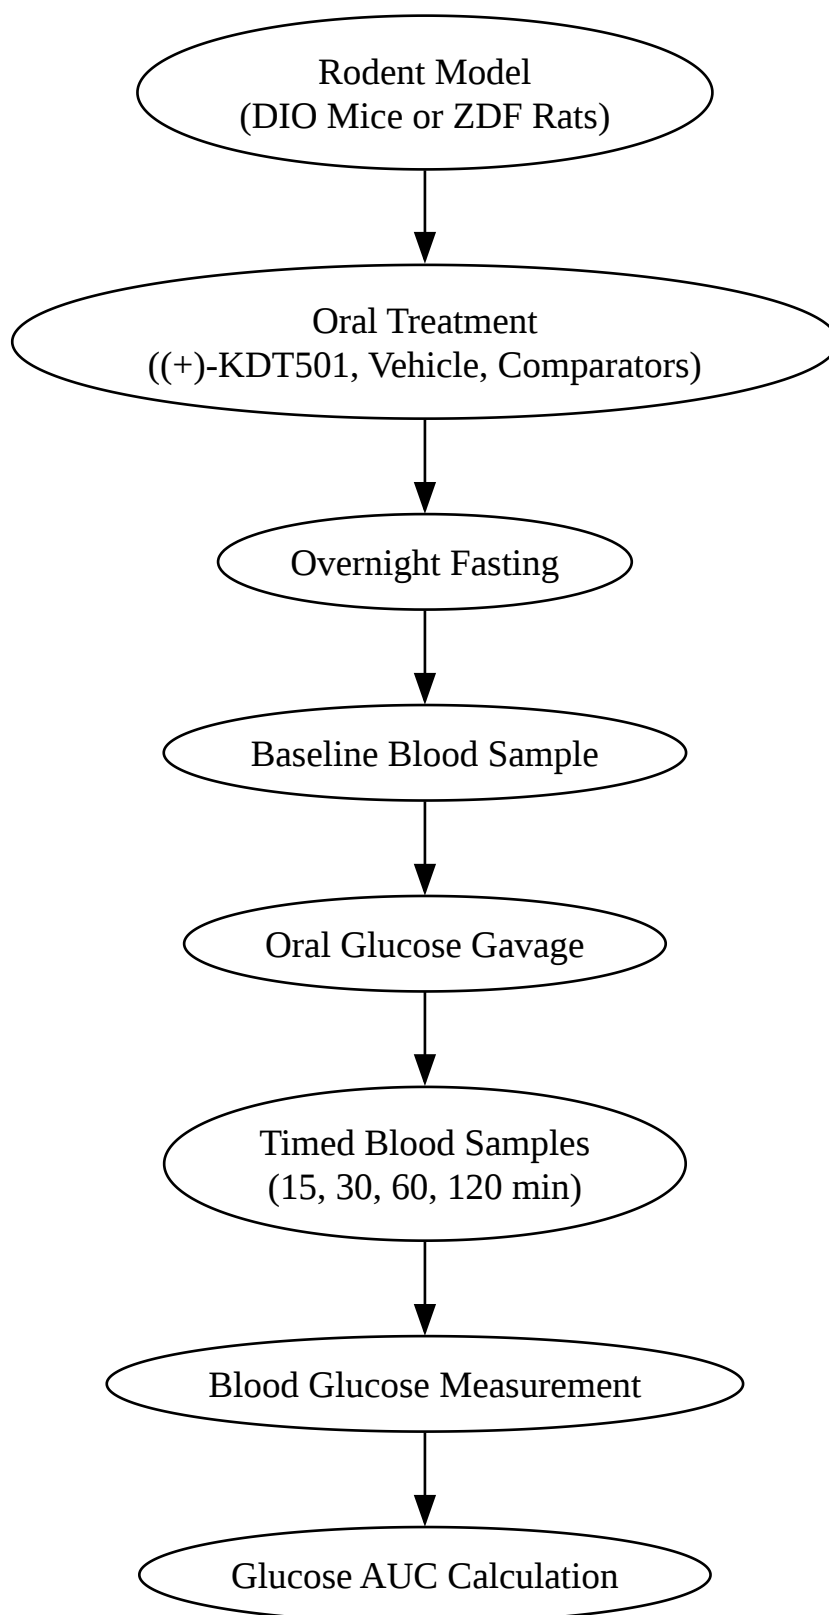 Rodent Model
(DIO Mice or ZDF Rats)
Oral Treatment
((+)-KDT501, Vehicle, Comparators)
Overnight Fasting
Baseline Blood Sample
Oral Glucose Gavage
Timed Blood Samples
(15, 30, 60, 120 min)
Blood Glucose Measurement
Glucose AUC Calculation